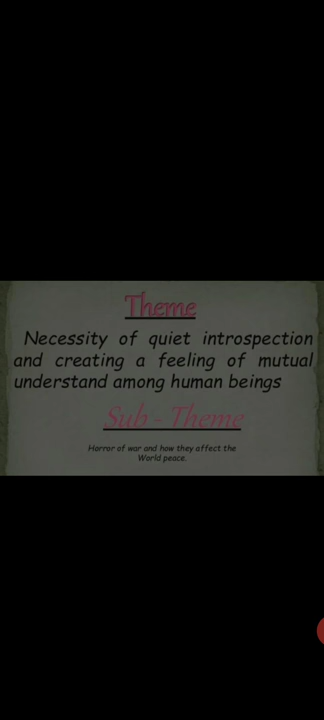 Theme
Necessity of quiet introspection
and creating a feeling of mutual
understand among human beings
Sub - Theme
Horror of war and how they affect the
World peace.